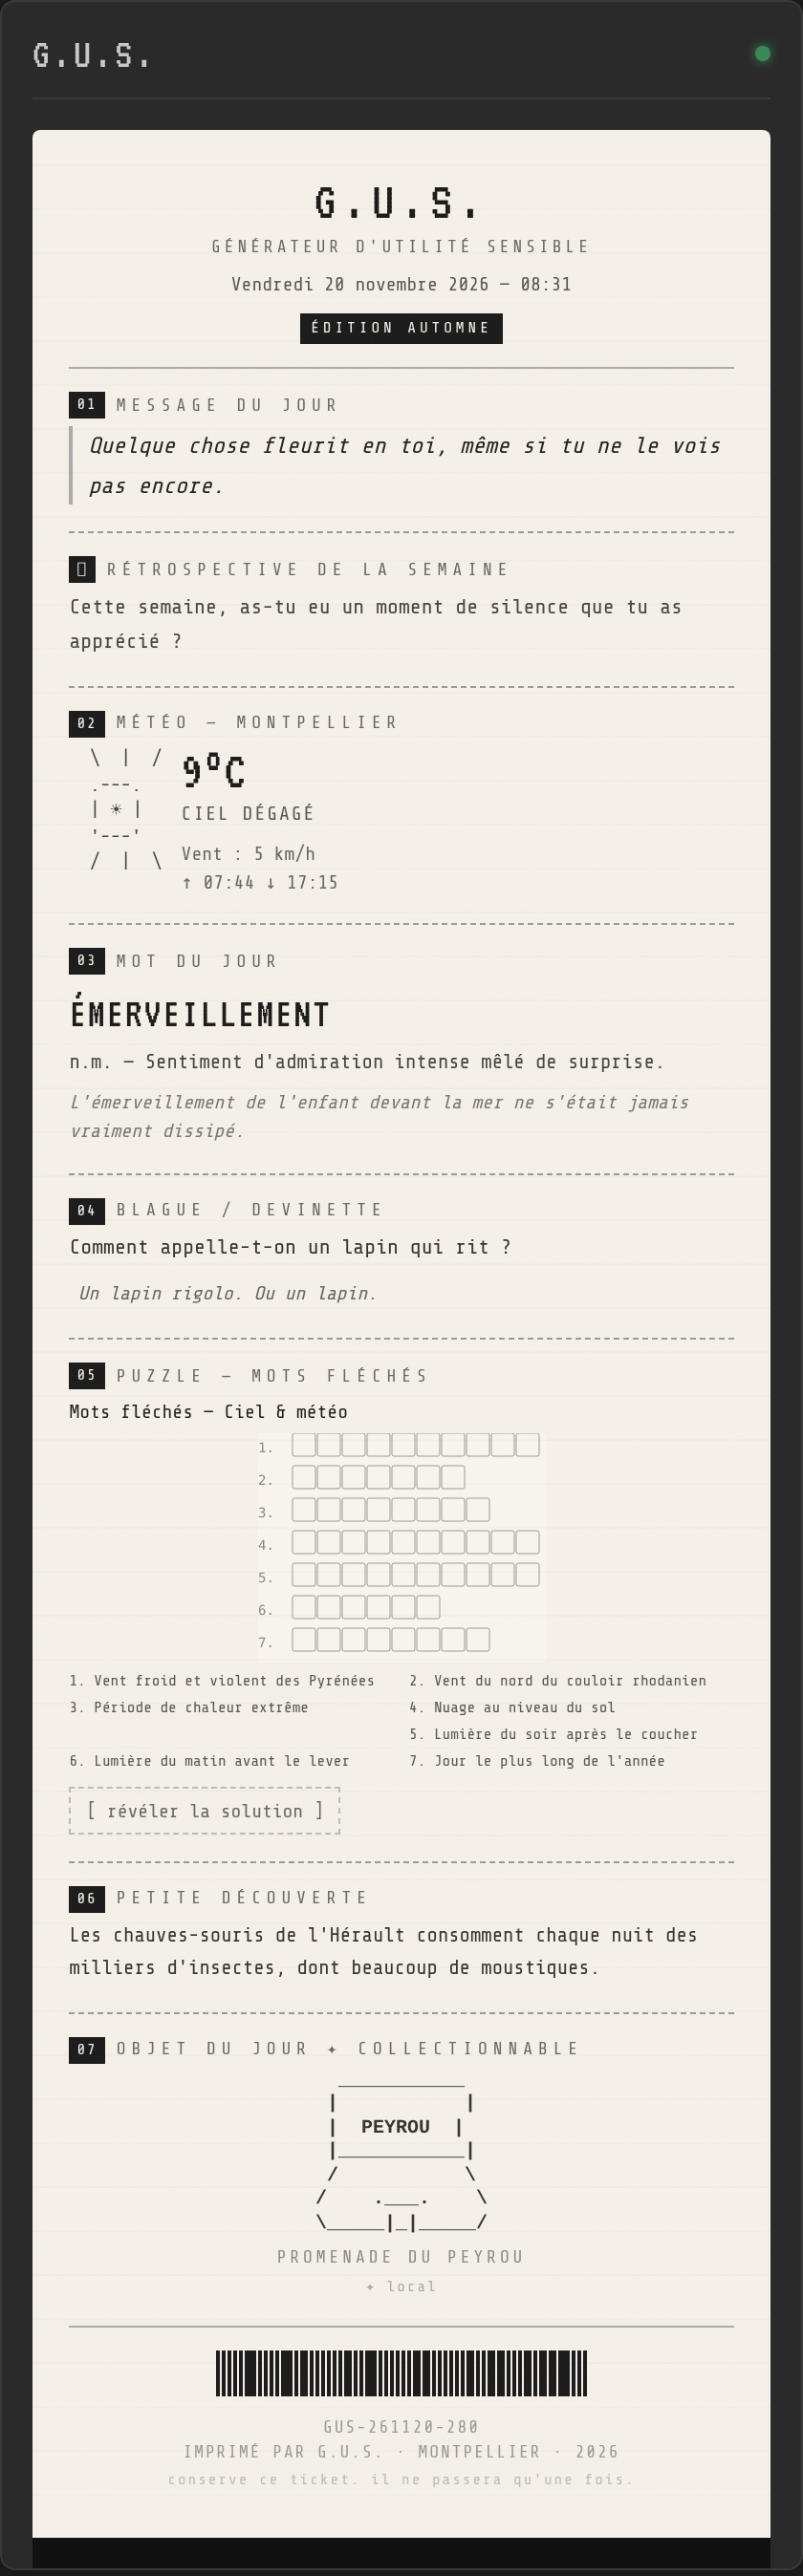 G.U.S.
G.U.S.
GÉNÉRATEUR D'UTILITÉ SENSIBLE
Vendredi 20 novembre 2026 — 08:31
ÉDITION AUTOMNE
01 MESSAGE DU JOUR
Quelque chose fleurit en toi, même si tu ne le vois
pas encore.
RÉTROSPECTIVE DE LA SEMAINE
Cette semaine, as-tu eu un moment de silence que tu as
apprécié ?
02 MÉTÉO — MONTPELLIER
9°C
CIEL DÉGAGÉ
Vent : 5 km/h
↑ 07:44 ↓ 17:15
03 MOT DU JOUR
ÉMERVEILLEMENT
n.m. — Sentiment d'admiration intense mêlé de surprise.
L'émerveillement de l'enfant devant la mer ne s'était jamais
vraiment dissipé.
04 BLAGUE / DEVINETTE
Comment appelle-t-on un lapin qui rit ?
Un lapin rigolo. Ou un lapin.
05 PUZZLE — MOTS FLÉCHÉS
Mots fléchés — Ciel & météo
1.
2.
3.
4.
5.
6.
7.
1. Vent froid et violent des Pyrénées
2. Vent du nord du couloir rhodanien
3. Période de chaleur extrême
4. Nuage au niveau du sol
5. Lumière du soir après le coucher
6. Lumière du matin avant le lever
7. Jour le plus long de l'année
[ révéler la solution ]
06 PETITE DÉCOUVERTE
Les chauves-souris de l'Hérault consomment chaque nuit des
milliers d'insectes, dont beaucoup de moustiques.
07 OBJET DU JOUR ✦ COLLECTIONNABLE
PEYROU
PROMENADE DU PEYROU
✦ local
GUS-261120-280
IMPRIMÉ PAR G.U.S. · MONTPELLIER · 2026
conserve ce ticket. il ne passera qu'une fois.